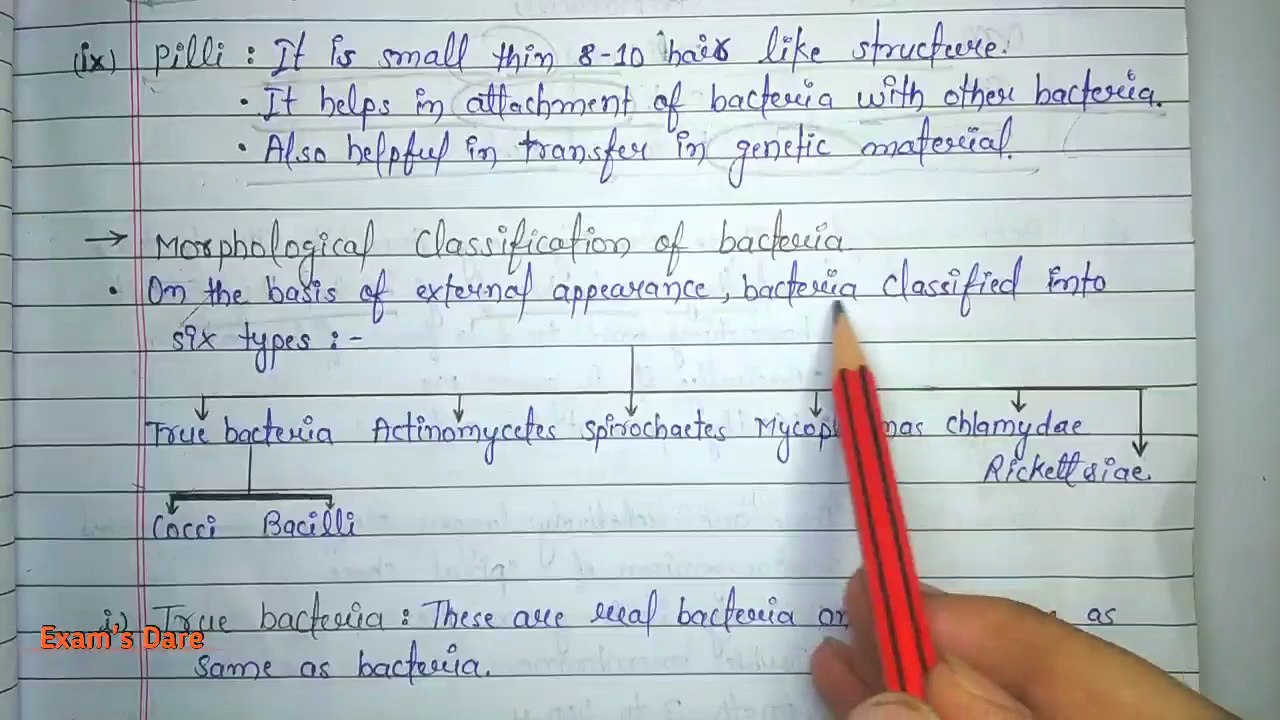 (ix) Pilli : It is small thin 8-10 hair like structure.
• It helps in attachment of bacteria with other bacteria.
• Also helpful in transfer in genetic material.
→ Morphological classification of bacteria
• On the basis of external appearance, bacteria classified into
six types :-
True bacteria Actinomycetes Spirochaetes Chlamydae
Rickettsiae
Cocci Bacilli
i) True bacteria : These are real bacteria as
same as bacteria.
Exam's Dare